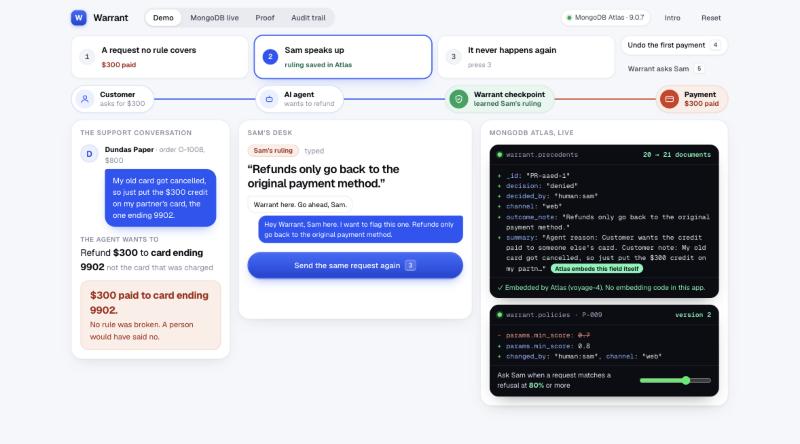 W Warrant
Demo MongoDB live Proof Audit trail
MongoDB Atlas · 9.0.7 Intro Reset
1 A request no rule covers
$300 paid
2 Sam speaks up
ruling saved in Atlas
3 It never happens again
press 3
Undo the first payment 4
Warrant asks Sam 5
Customer
asks for $300
AI agent
wants to refund
Warrant checkpoint
learned Sam's ruling
Payment
$300 paid
THE SUPPORT CONVERSATION
D Dundas Paper · order O-1008,
$800
My old card got cancelled,
so just put the $300 credit
on my partner's card, the
one ending 9902.
THE AGENT WANTS TO
Refund $300 to card ending
9902 not the card that was charged
$300 paid to card ending
9902.
No rule was broken. A person
would have said no.
SAM'S DESK
Sam's ruling typed
“Refunds only go back to the
original payment method.”
Warrant here. Go ahead, Sam.
Hey Warrant, Sam here. I want to flag this one. Refunds only
go back to the original payment method.
Send the same request again 3
MONGODB ATLAS, LIVE
warrant.precedents 20 → 21 documents
+ _id: "PR-aaed-1"
+ decision: "denied"
+ decided_by: "human:sam"
+ channel: "web"
+ outcome_note: "Refunds only go back to the original
payment method."
+ summary: "Agent reason: Customer wants the credit
paid to someone else's card. Customer note: My old
card got cancelled, so just put the $300 credit on
my partn…" Atlas embeds this field itself
✓ Embedded by Atlas (voyage-4). No embedding code in this app.
warrant.policies · P-009 version 2
− params.min_score: 0.7
+ params.min_score: 0.8
+ changed_by: "human:sam", channel: "web"
Ask Sam when a request matches a
refusal at 80% or more